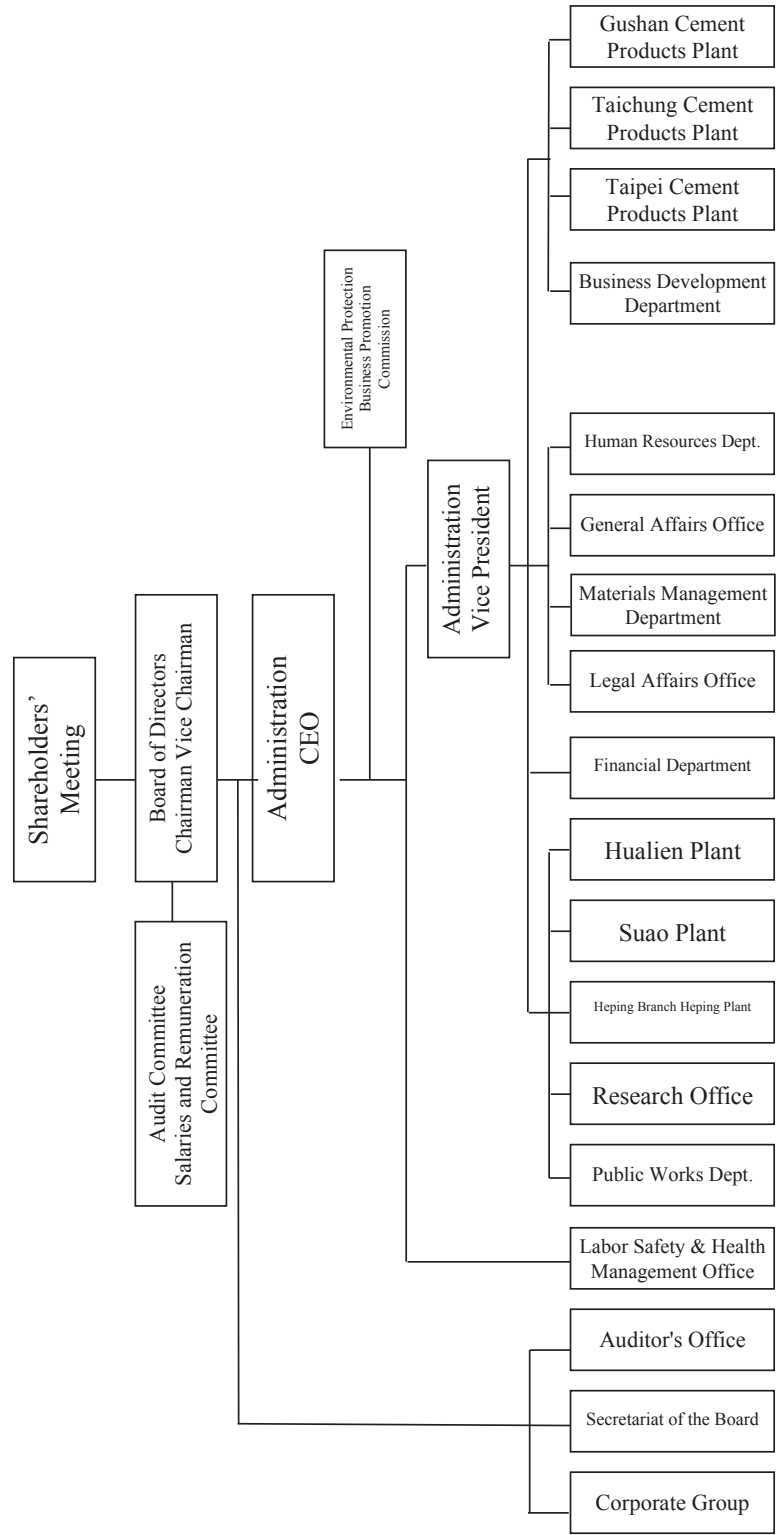 Shareholders'
Meeting
Audit Committee
Salaries and Remuneration
Committee
Board of Directors
Chairman Vice Chairman
Administration
CEO
Environmental Protection
Business Promotion
Commission
Administration
Vice President
Corporate Group
Secretariat of the Board
Auditor's Office
Labor Safety & Health
Management Office
Public Works Dept.
Research Office
Heping Branch Heping Plant
Suao Plant
Hualien Plant
Financial Department
Legal Affairs Office
Materials Management
Department
General Affairs Office
Human Resources Dept.
Business Development
Department
Taipei Cement
Products Plant
Taichung Cement
Products Plant
Gushan Cement
Products Plant